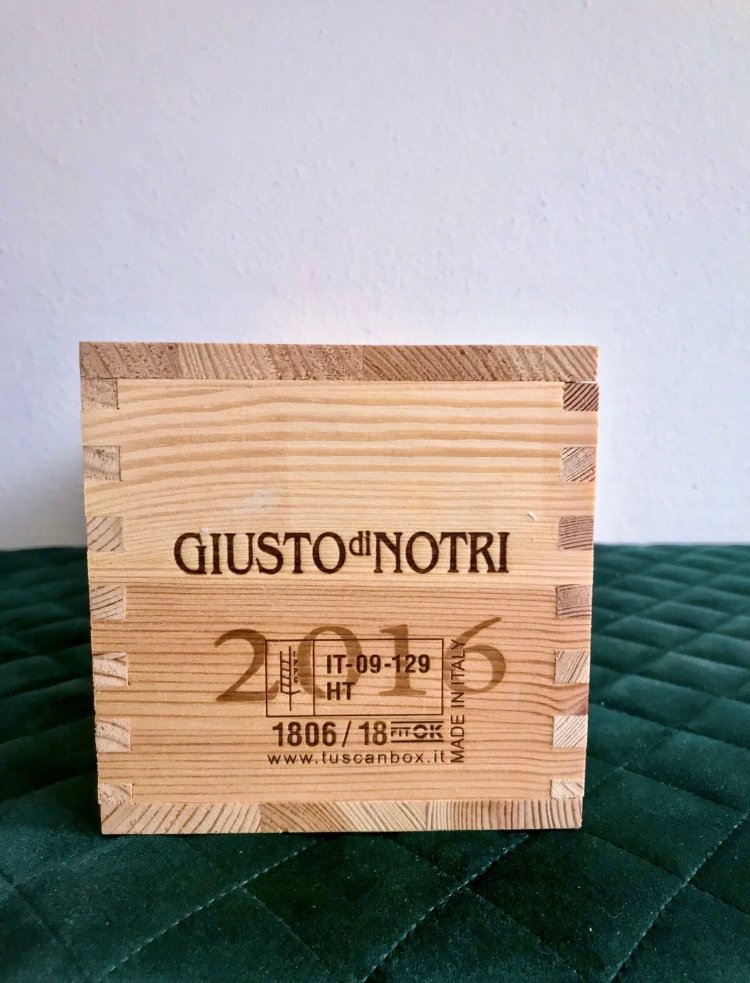 GIUSTO di NOTRI
2016
IT-09-129
HT
1806 / 18 FITOK
www.tuscanbox.it
MADE IN ITALY